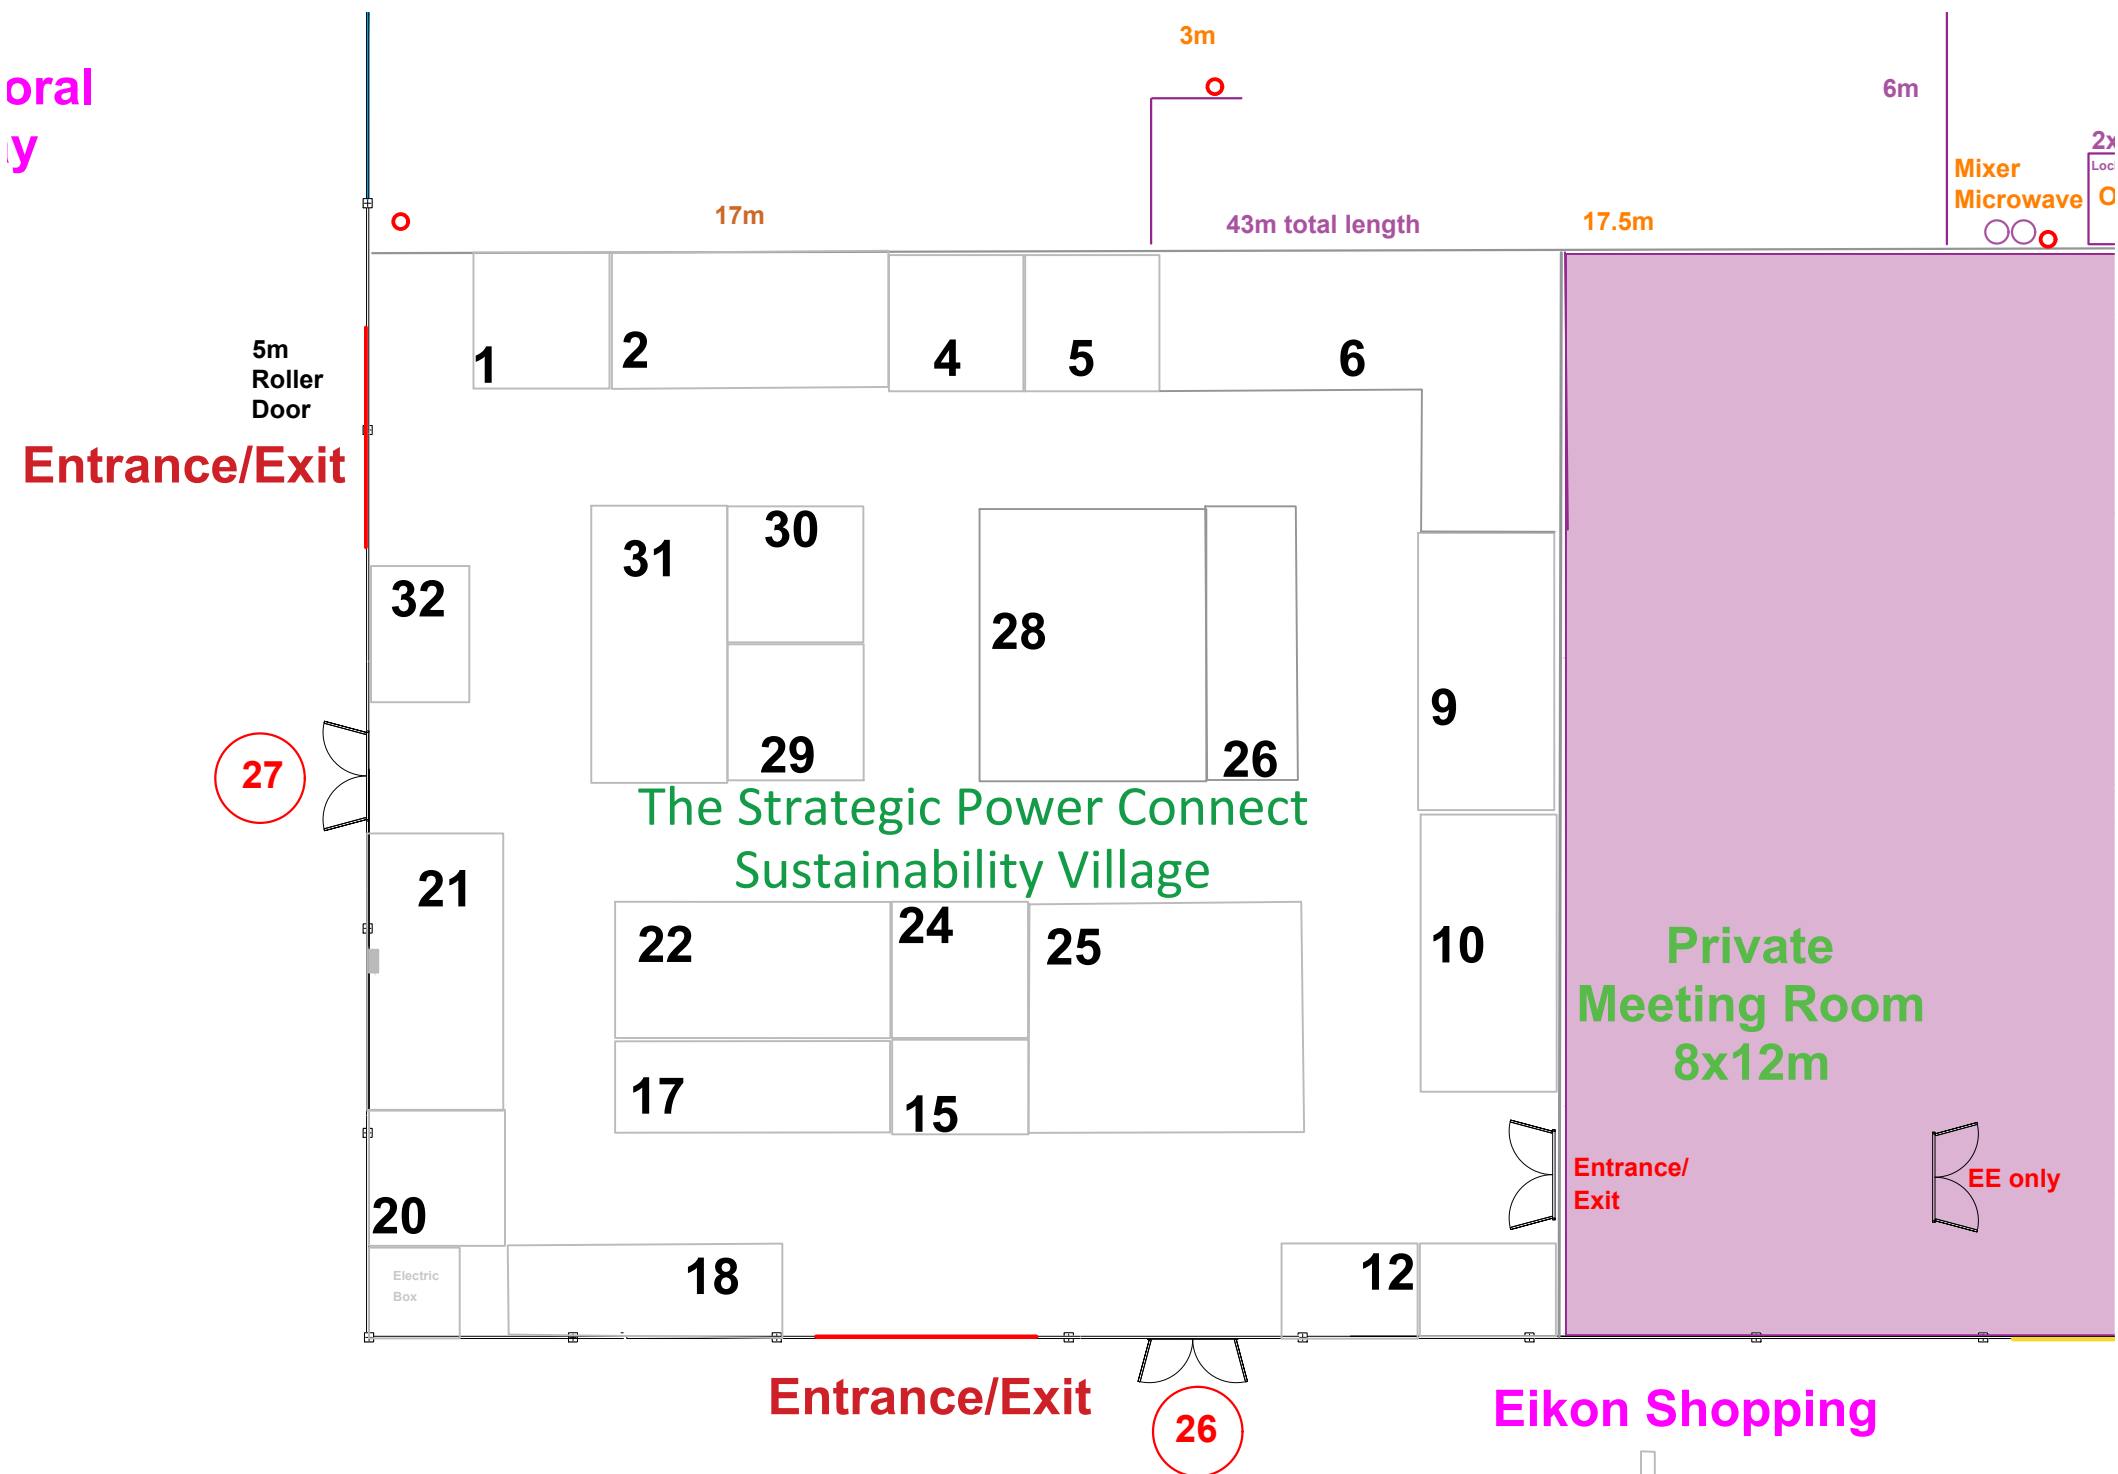 3m
oral
6m
y
2x
Mixer
Microwave
O
17m
43m total length
17.5m
5m
Roller
Door
1
2
4
5
6
Entrance/Exit
30
31
32
28
9
29
26
27
The Strategic Power Connect
Sustainability Village
21
22
24
25
10
Private
Meeting Room
8x12m
17
15
Entrance/
Exit
EE only
20
18
12
Electric
Box
Entrance/Exit
26
Eikon Shopping